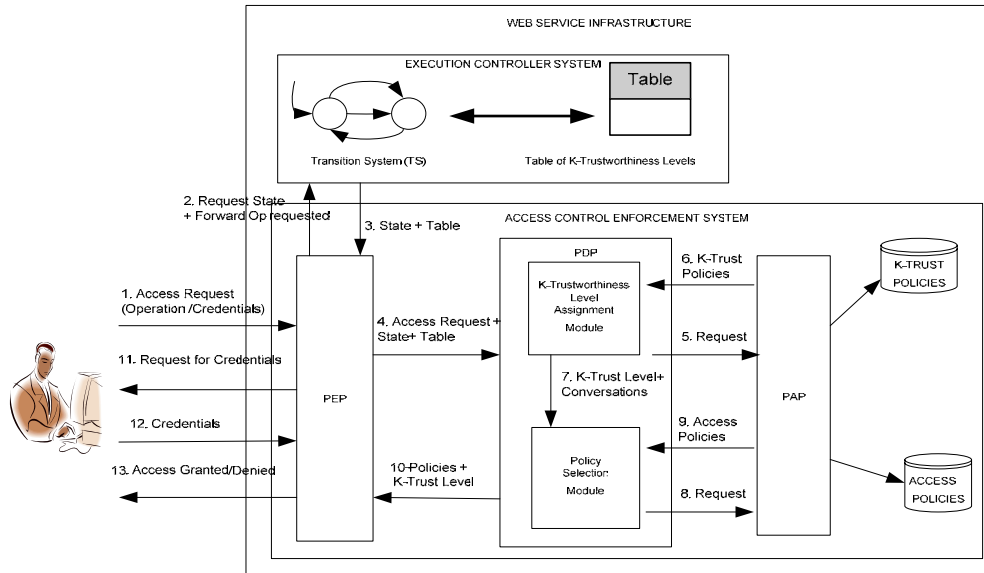 WEB SERVICE INFRASTRUCTURE
EXECUTION CONTROLLER SYSTEM
Table
Transition System (TS)
Table of K-Trustworthiness Levels
2. Request State
+ Forward Op requested
3. State + Table
ACCESS CONTROL ENFORCEMENT SYSTEM
PDP
K-Trustworthiness
Level
Assignment
Module
6. K-Trust
Policies
K-TRUST
POLICIES
1. Access Request
(Operation /Credentials)
4. Access Request +
State+ Table
5. Request
11. Request for Credentials
7. K-Trust Level+
Conversations
PEP
PAP
12. Credentials
9. Access
Policies
13. Access Granted/Denied
10-Policies +
K-Trust Level
Policy
Selection
Module
8. Request
ACCESS
POLICIES